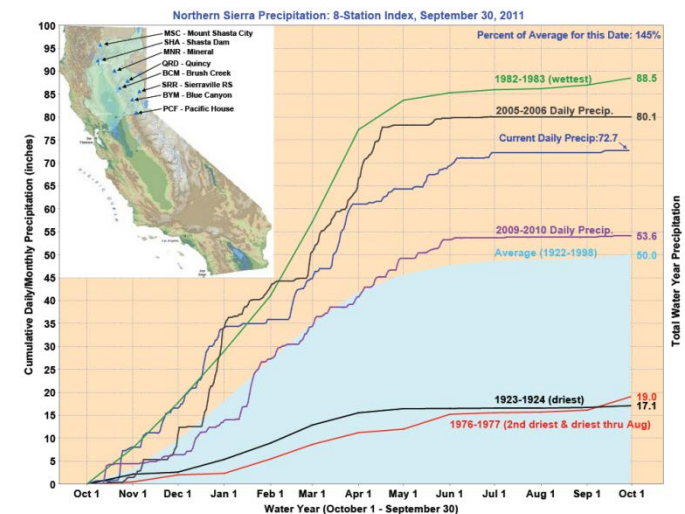 Northern Sierra Precipitation: 8-Station Index, September 30, 2011
Percent of Average for this Date: 145%
MSC - Mount Shasta City
SHA - Shasta Dam
MNR - Mineral
QRD - Quincy
BCM - Brush Creek
SRR - Sierraville RS
BYM - Blue Canyon
PCF - Pacific House
1982-1983 (wettest)
88.5
2005-2006 Daily Precip.
80.1
Current Daily Precip:72.7
2009-2010 Daily Precip.
53.6
Average (1922-1998)
50.0
1923-1924 (driest)
19.0
17.1
1976-1977 (2nd driest & driest thru Aug)
Cumulative Daily/Monthly Precipitation (inches)
Total Water Year Precipitation
100
95
90
85
80
75
70
65
60
55
50
45
40
35
30
25
20
15
10
5
0
Oct 1 Nov 1 Dec 1 Jan 1 Feb 1 Mar 1 Apr 1 May 1 Jun 1 Jul 1 Aug 1 Sep 1 Oct 1
Water Year (October 1 - September 30)